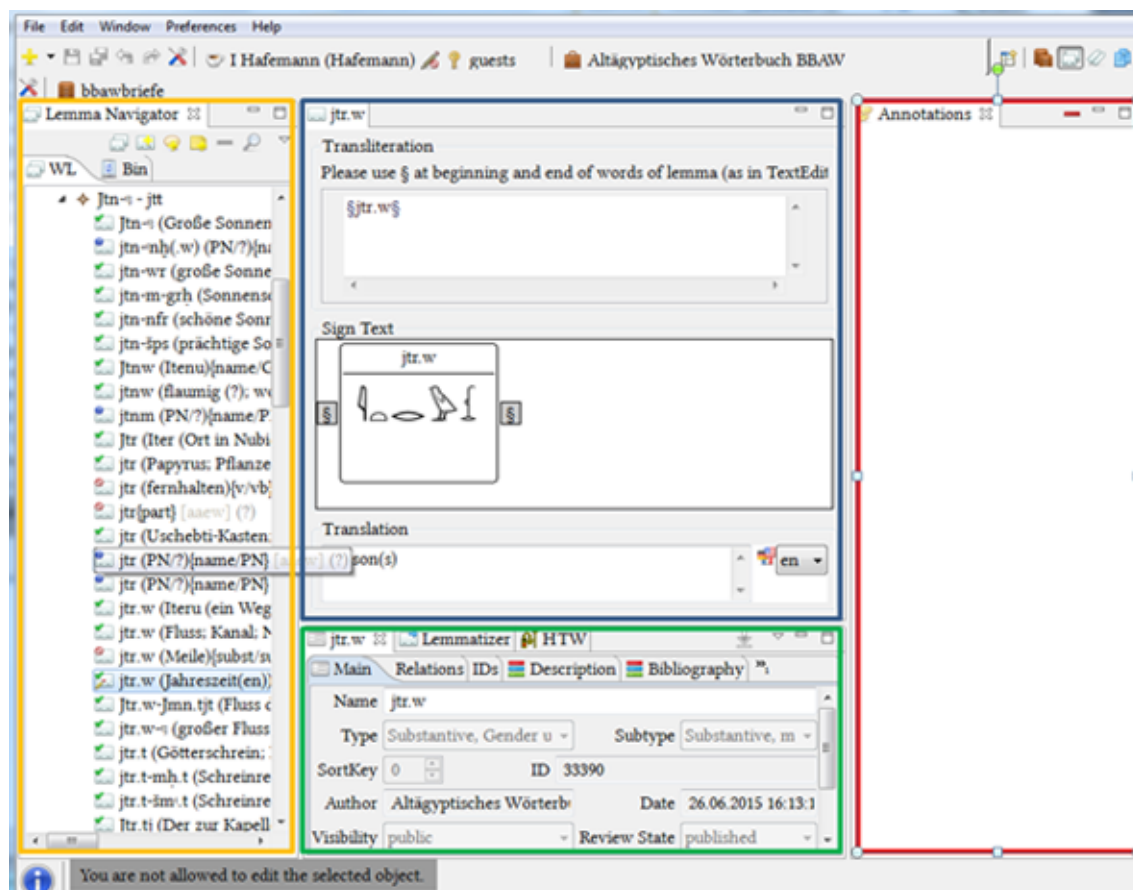 File Edit Window Preferences Help
I Hafemann (Hafemann) guests Altägyptisches Wörterbuch BBAW
bbawbriefe
Lemma Navigator
WL Bin
Jtn-ꜥꜣ - jtt
Jtn-ꜥꜣ (Große Sonnen
jtn-ꜥnḫ(.w) (PN/?){na
jtn-wr (große Sonne
jtn-m-grḥ (Sonnensc
jtn-nfr (schöne Sonn
jtn-šps (prächtige So
Jtnw (Itenu){name/
jtnw (flaumig (?); we
jtnm (PN/?){name/P
Jtr (Iter (Ort in Nubi
jtr (Papyrus; Pflanze
jtr (fernhalten){v/vb}
jtr{part} [aaew] (?)
jtr (Uschebti-Kasten
jtr (PN/?){name/PN} [aaew] (?)
jtr (PN/?){name/PN}
jtr.w (Iteru (ein Weg
jtr.w (Fluss; Kanal; N
jtr.w (Meile){subst/su
jtr.w (Jahreszeit(en))
Jtr.w-Jmn.tjt (Fluss d
jtr.w-ꜥꜣ (großer Fluss
jtr.t (Götterschrein;
jtr.t-mḥ.t (Schreinre
jtr.t-šmꜥ.t (Schreinre
Jtr.tj (Der zur Kapell
jtr.w
Transliteration
Please use § at beginning and end of words of lemma (as in TextEdit
§jtr.w§
Sign Text
jtr.w
§ 𓇋𓏏𓂋𓅱 §
Translation
son(s)
en
jtr.w Lemmatizer HTW
Main Relations IDs Description Bibliography »₁
Name jtr.w
Type Substantive, Gender u Subtype Substantive, m
SortKey 0 ID 33390
Author Altägyptisches Wörterb Date 26.06.2015 16:13:1
Visibility public Review State published
Annotations
You are not allowed to edit the selected object.